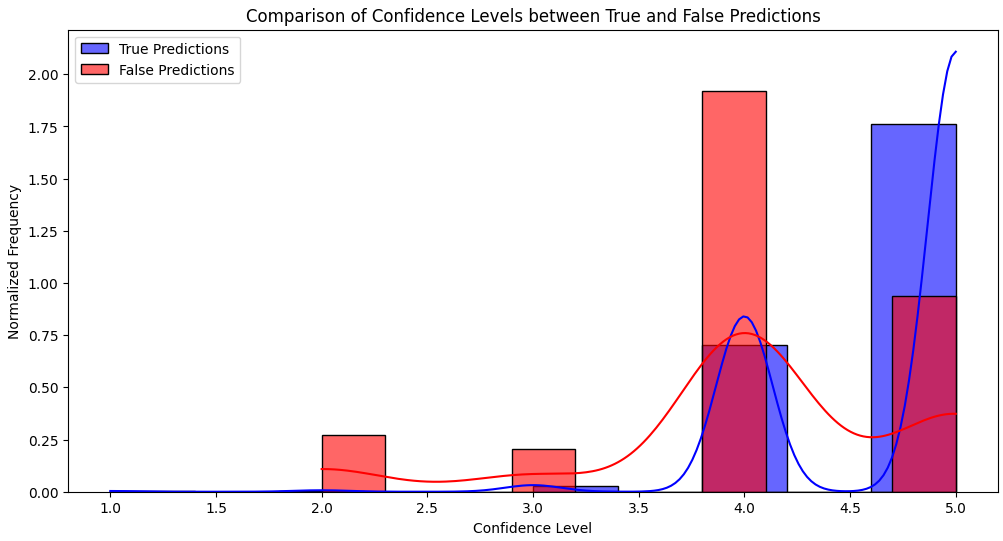 Comparison of Confidence Levels between True and False Predictions
True Predictions
False Predictions
Normalized Frequency
2.00
1.75
1.50
1.25
1.00
0.75
0.50
0.25
0.00
1.0 1.5 2.0 2.5 3.0 3.5 4.0 4.5 5.0
Confidence Level